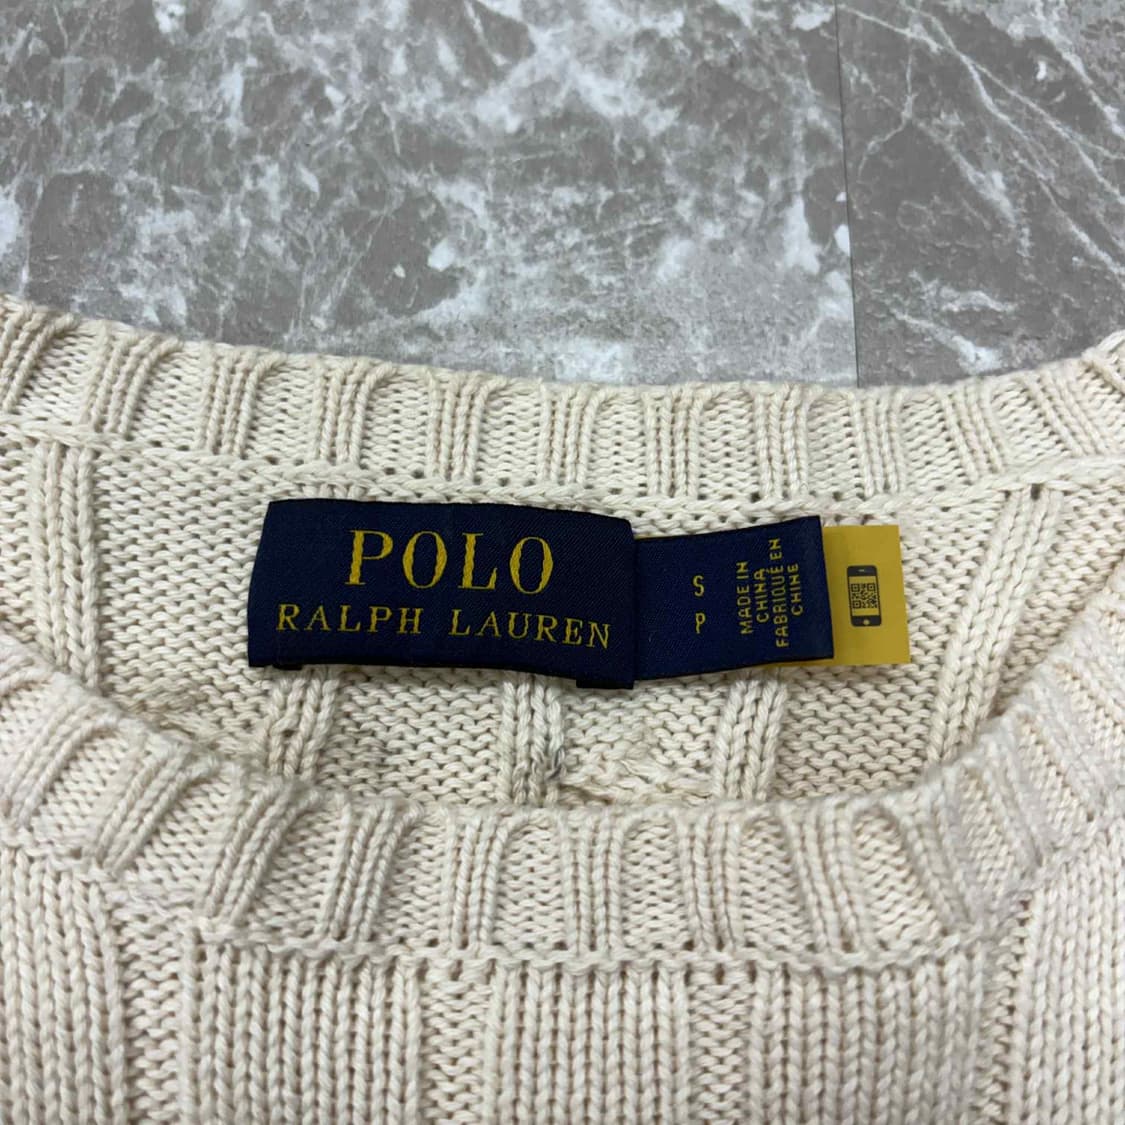 POLO
RALPH LAUREN
S
P
MADE IN
CHINA
FABRIQUÉ EN
CHINE